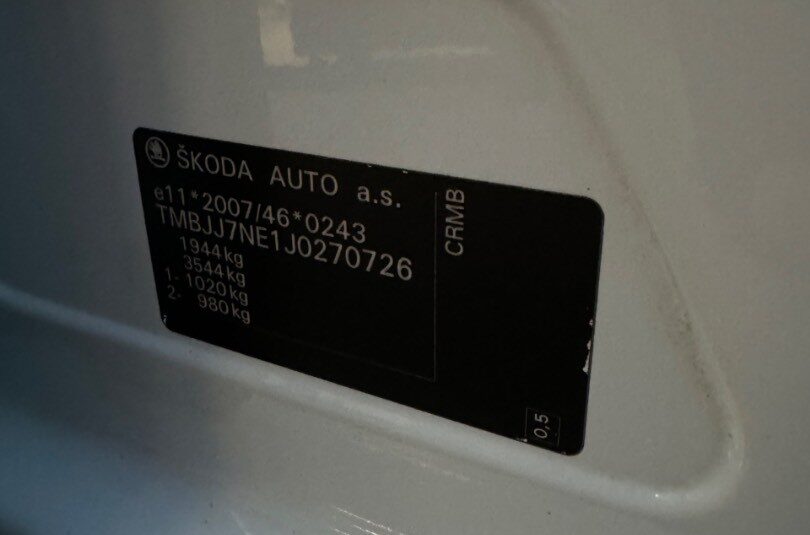 ŠKODA AUTO a.s.
e11*2007/46*0243
TMBJJ7NE1J0270726
1944kg
3544kg
1- 1020kg
2- 980kg
CRMB
0,5